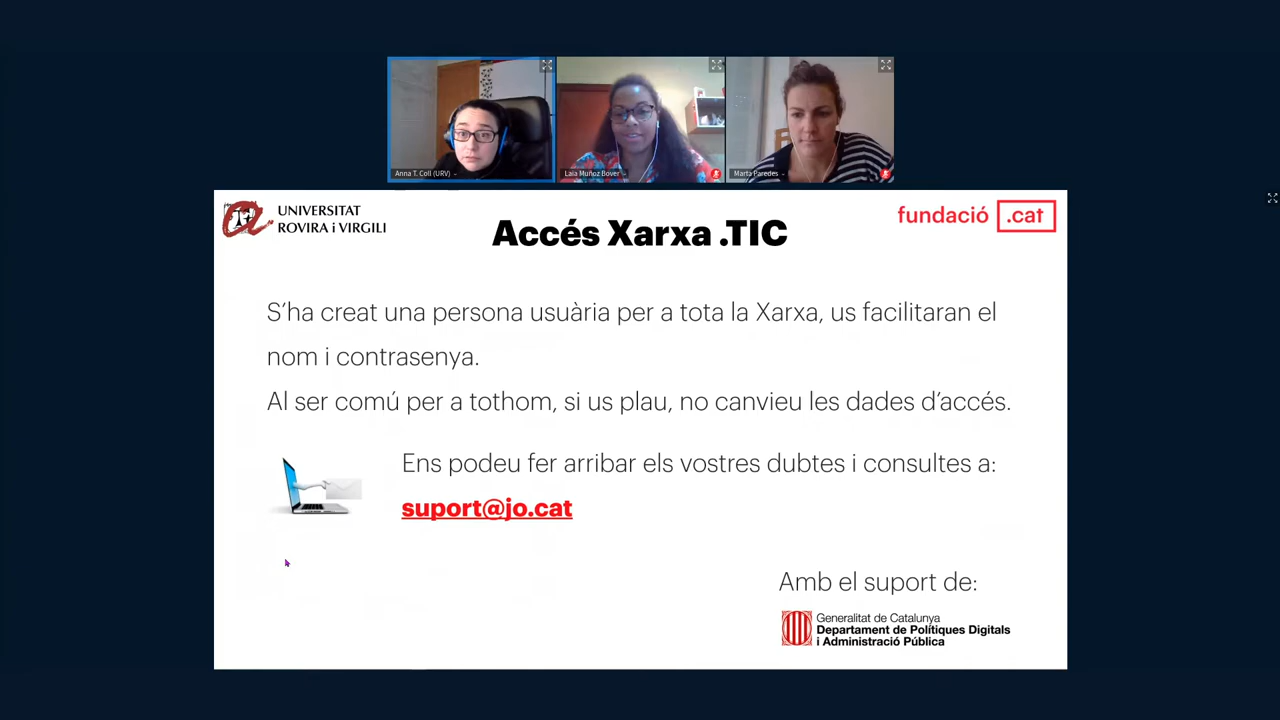 Anna T. Coll (URV)
Laia Muñoz Bover
Marta Paredes
UNIVERSITAT
ROVIRA i VIRGILI
Accés Xarxa .TIC
fundació .cat
S’ha creat una persona usuària per a tota la Xarxa, us facilitaran el
nom i contrasenya.
Al ser comú per a tothom, si us plau, no canvieu les dades d’accés.
Ens podeu fer arribar els vostres dubtes i consultes a:
suport@jo.cat
Amb el suport de:
Generalitat de Catalunya
Departament de Polítiques Digitals
i Administració Pública